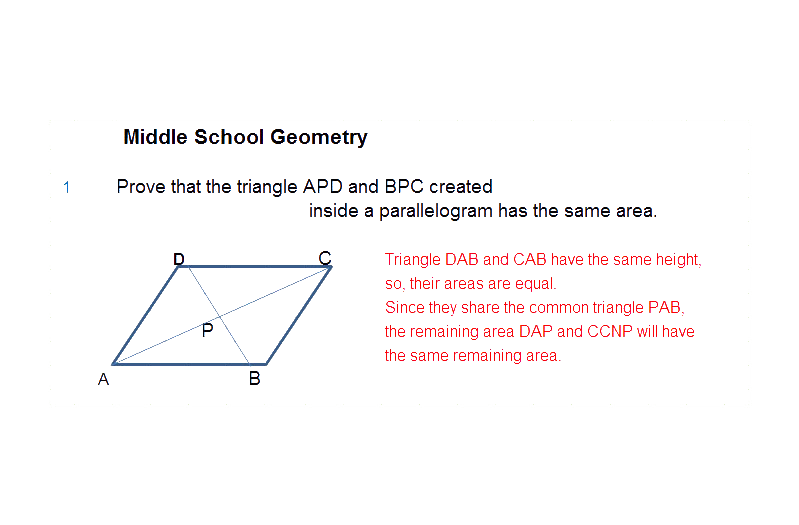 Middle School Geometry
1 Prove that the triangle APD and BPC created
inside a parallelogram has the same area.
D
C
P
A
B
Triangle DAB and CAB have the same height,
so, their areas are equal.
Since they share the common triangle PAB,
the remaining area DAP and CCNP will have
the same remaining area.